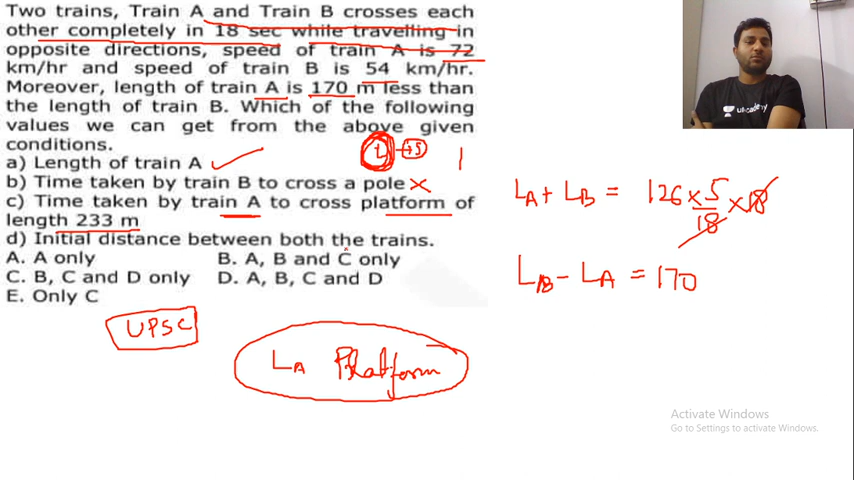 Two trains, Train A and Train B crosses each
other completely in 18 sec while travelling in
opposite directions, speed of train A is 72
km/hr and speed of train B is 54 km/hr.
Moreover, length of train A is 170 m less than
the length of train B. Which of the following
values we can get from the above given
conditions.
a) Length of train A
b) Time taken by train B to cross a pole
c) Time taken by train A to cross platform of
length 233 m
d) Initial distance between both the trains.
A. A only B. A, B and C only
C. B, C and D only D. A, B, C and D
E. Only C
UPSC
LA Platform
LA + LB = 126 × 5/18 × 18
LB - LA = 170
unacademy
Activate Windows
Go to Settings to activate Windows.